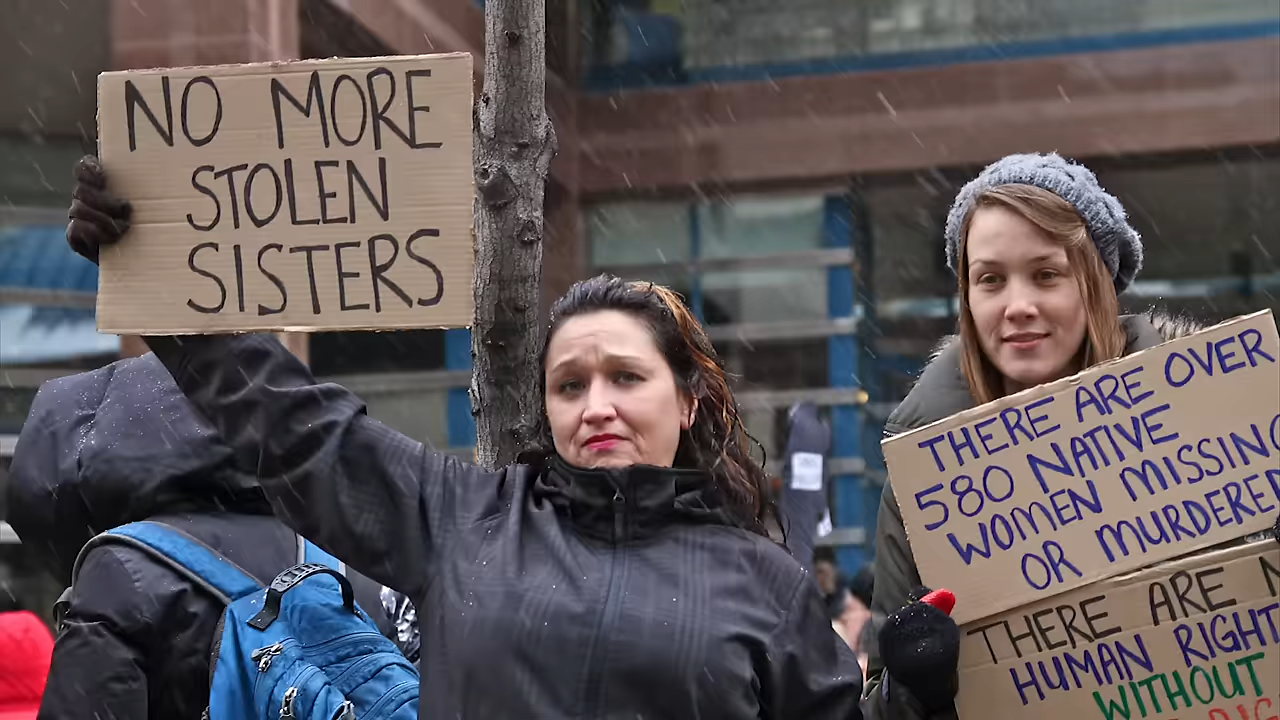 NO MORE
STOLEN
SISTERS
THERE ARE OVER
580 NATIVE
WOMEN MISSING
OR MURDERED
THERE ARE
HUMAN RIGHT
WITHOUT